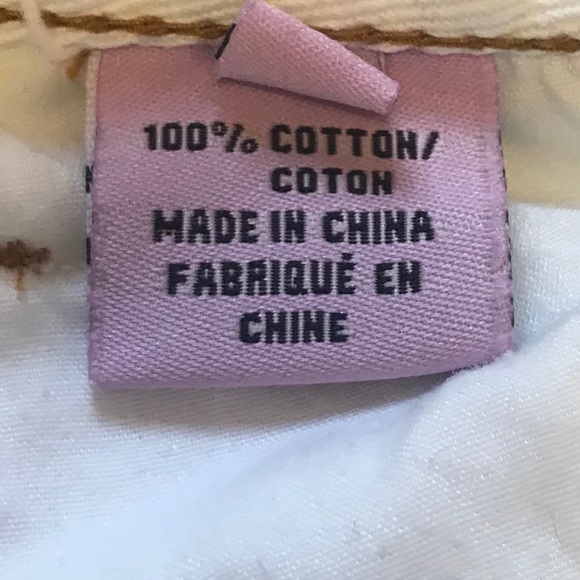 100% COTTON/
COTON
MADE IN CHINA
FABRIQUÉ EN
CHINE